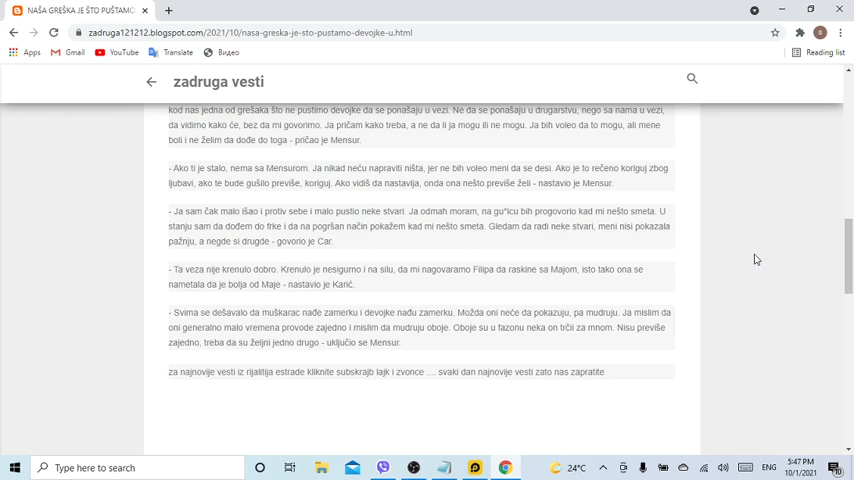 NAŠA GREŠKA JE ŠTO PUŠTAMO
zadruga121212.blogspot.com/2021/10/nasa-greska-je-sto-pustamo-devojke-u.html
Apps Gmail YouTube Translate Видео Reading list
zadruga vesti
kod nas jedna od grešaka što ne pustimo devojke da se ponašaju u vezi. Ne da se ponašaju u drugarstvu, nego sa nama u vezi,
da vidimo kako će, bez da mi govorimo. Ja pričam kako treba, a ne da li ja mogu ili ne mogu. Ja bih voleo da to mogu, ali mene
boli i ne želim da dođe do toga - pričao je Mensur.
- Ako ti je stalo, nema sa Mensurom. Ja nikad neću napraviti ništa, jer ne bih voleo meni da se desi. Ako je to rečeno koriguj zbog
ljubavi, ako te bude gušilo previše, koriguj. Ako vidiš da nastavlja, onda ona nešto previše želi - nastavio je Mensur.
- Ja sam čak malo išao i protiv sebe i malo pustio neke stvari. Ja odmah moram, na gu*icu bih progovorio kad mi nešto smeta. U
stanju sam da dođem do frke i da na pogršan način pokažem kad mi nešto smeta. Gledam da radi neke stvari, meni nisi pokazala
pažnju, a negde si drugde - govorio je Car.
- Ta veza nije krenulo dobro. Krenulo je nesigurno i na silu, da mi nagovaramo Filipa da raskine sa Majom, isto tako ona se
nametala da je bolja od Maje - nastavio je Karić.
- Svima se dešavalo da muškarac nađe zamerku i devojke nađu zamerku. Možda oni neće da pokazuju, pa mudruju. Ja mislim da
oni generalno malo vremena provode zajedno i mislim da mudruju oboje. Oboje su u fazonu neka on trčii za mnom. Nisu previše
zajedno, treba da su željni jedno drugo - uključio se Mensur.
za najnovije vesti iz rijalitija estrade kliknite subskrajb lajk i zvonce .... svaki dan najnovije vesti zato nas zapratite
Type here to search
24°C
ENG
5:47 PM
10/1/2021
10